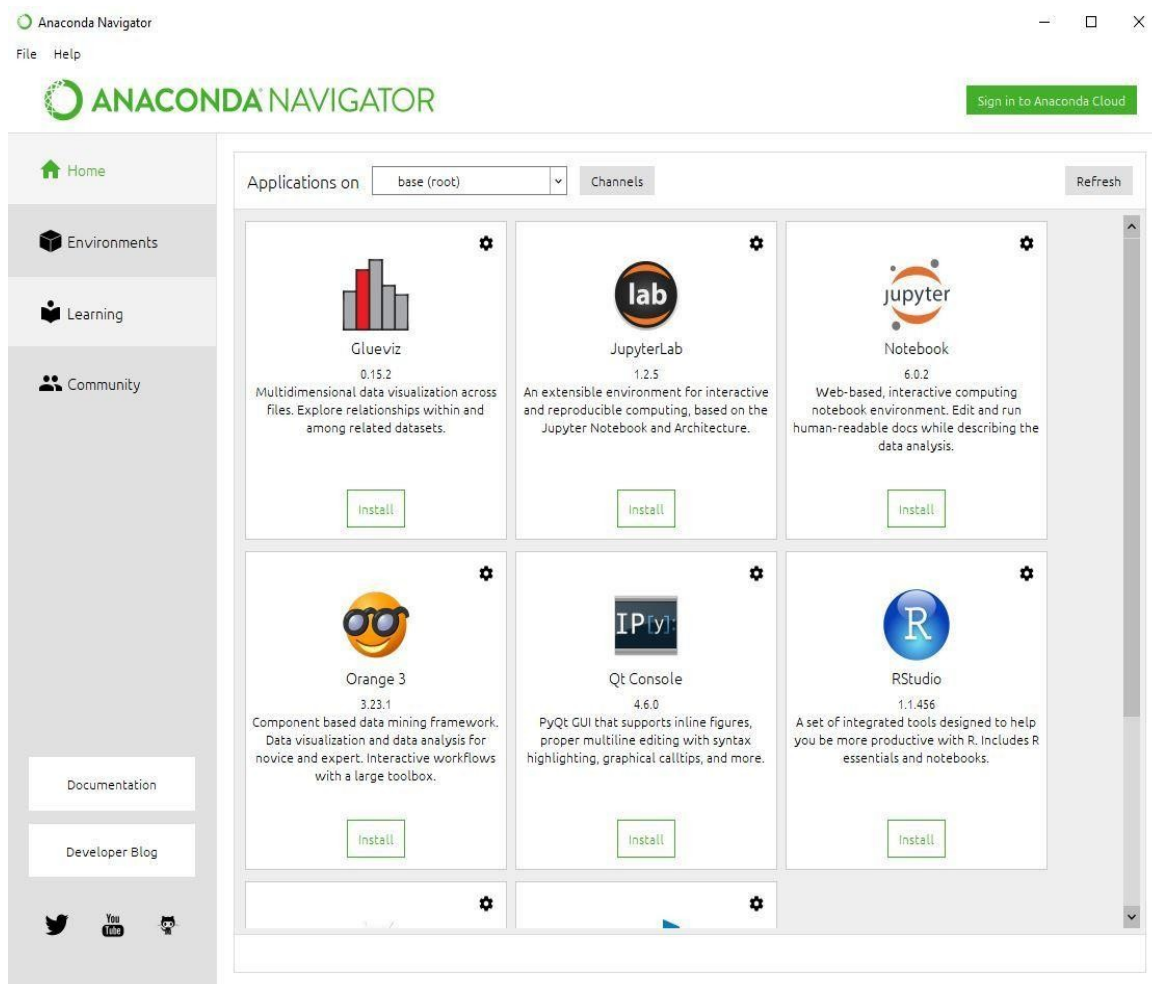 Anaconda Navigator
File Help
ANACONDA NAVIGATOR
Sign in to Anaconda Cloud
Home
Environments
Learning
Community
Documentation
Developer Blog
You
Tube
Applications on base (root) Channels Refresh
Glueviz
0.15.2
Multidimensional data visualization across
files. Explore relationships within and
among related datasets.
Install
lab
JupyterLab
1.2.5
An extensible environment for interactive
and reproducible computing, based on the
Jupyter Notebook and Architecture.
Install
jupyter
Notebook
6.0.2
Web-based, interactive computing
notebook environment. Edit and run
human-readable docs while describing the
data analysis.
Install
Orange 3
3.23.1
Component based data mining framework.
Data visualization and data analysis for
novice and expert. Interactive workflows
with a large toolbox.
Install
IP[y]:
Qt Console
4.6.0
PyQt GUI that supports inline figures,
proper multiline editing with syntax
highlighting, graphical calltips, and more.
Install
R
RStudio
1.1.456
A set of integrated tools designed to help
you be more productive with R. Includes R
essentials and notebooks.
Install